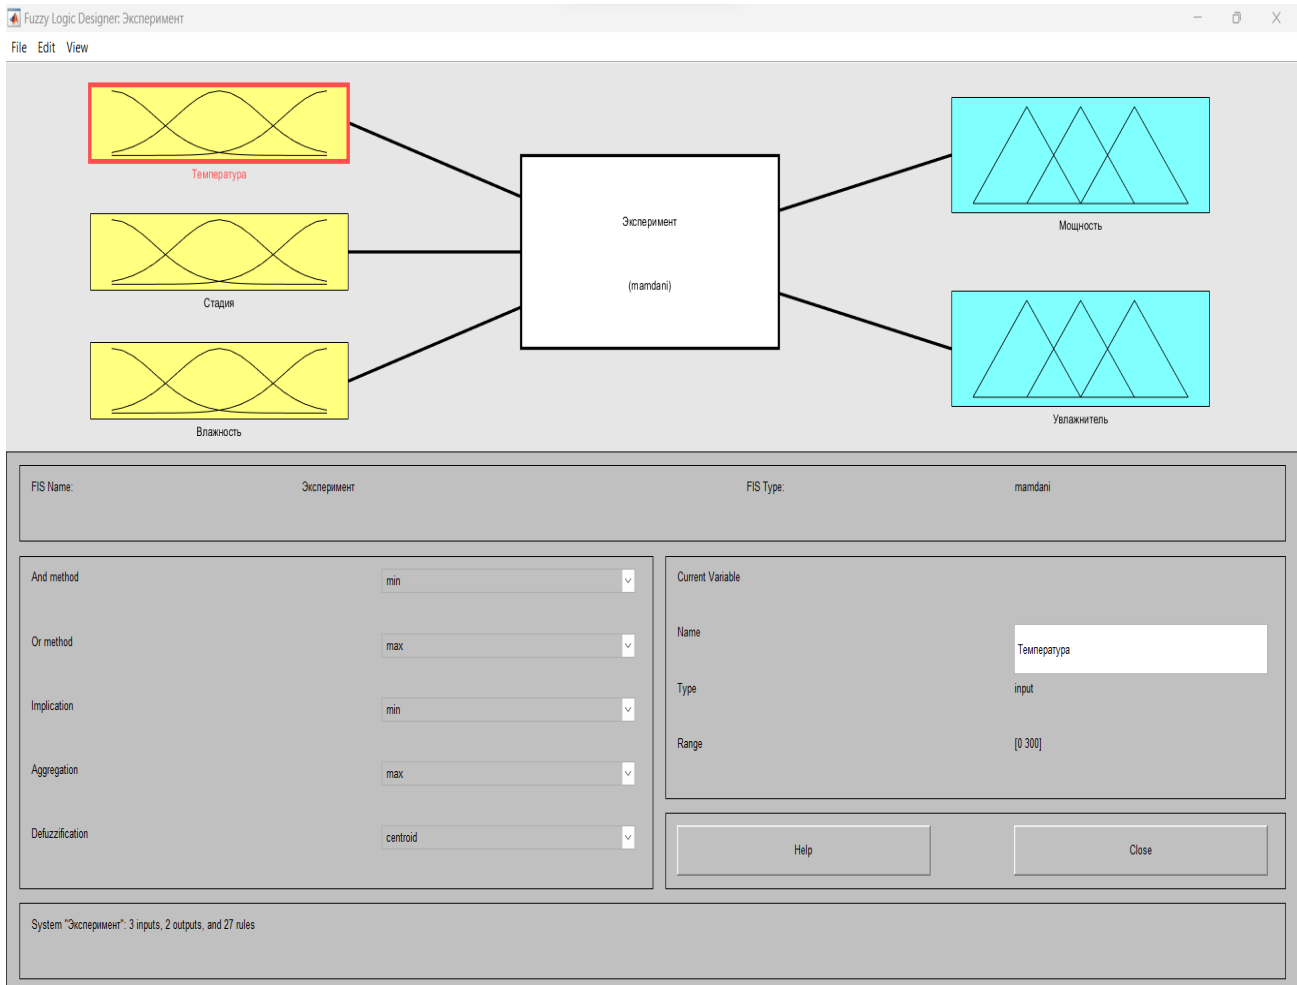 Fuzzy Logic Designer: Эксперимент
File Edit View
Температура
Стадия
Влажность
Эксперимент
(mamdani)
Мощность
Увлажнитель
FIS Name: Эксперимент FIS Type: mamdani
And method min
Or method max
Implication min
Aggregation max
Defuzzification centroid
Current Variable
Name Температура
Type input
Range [0 300]
Help Close
System "Эксперимент": 3 inputs, 2 outputs, and 27 rules